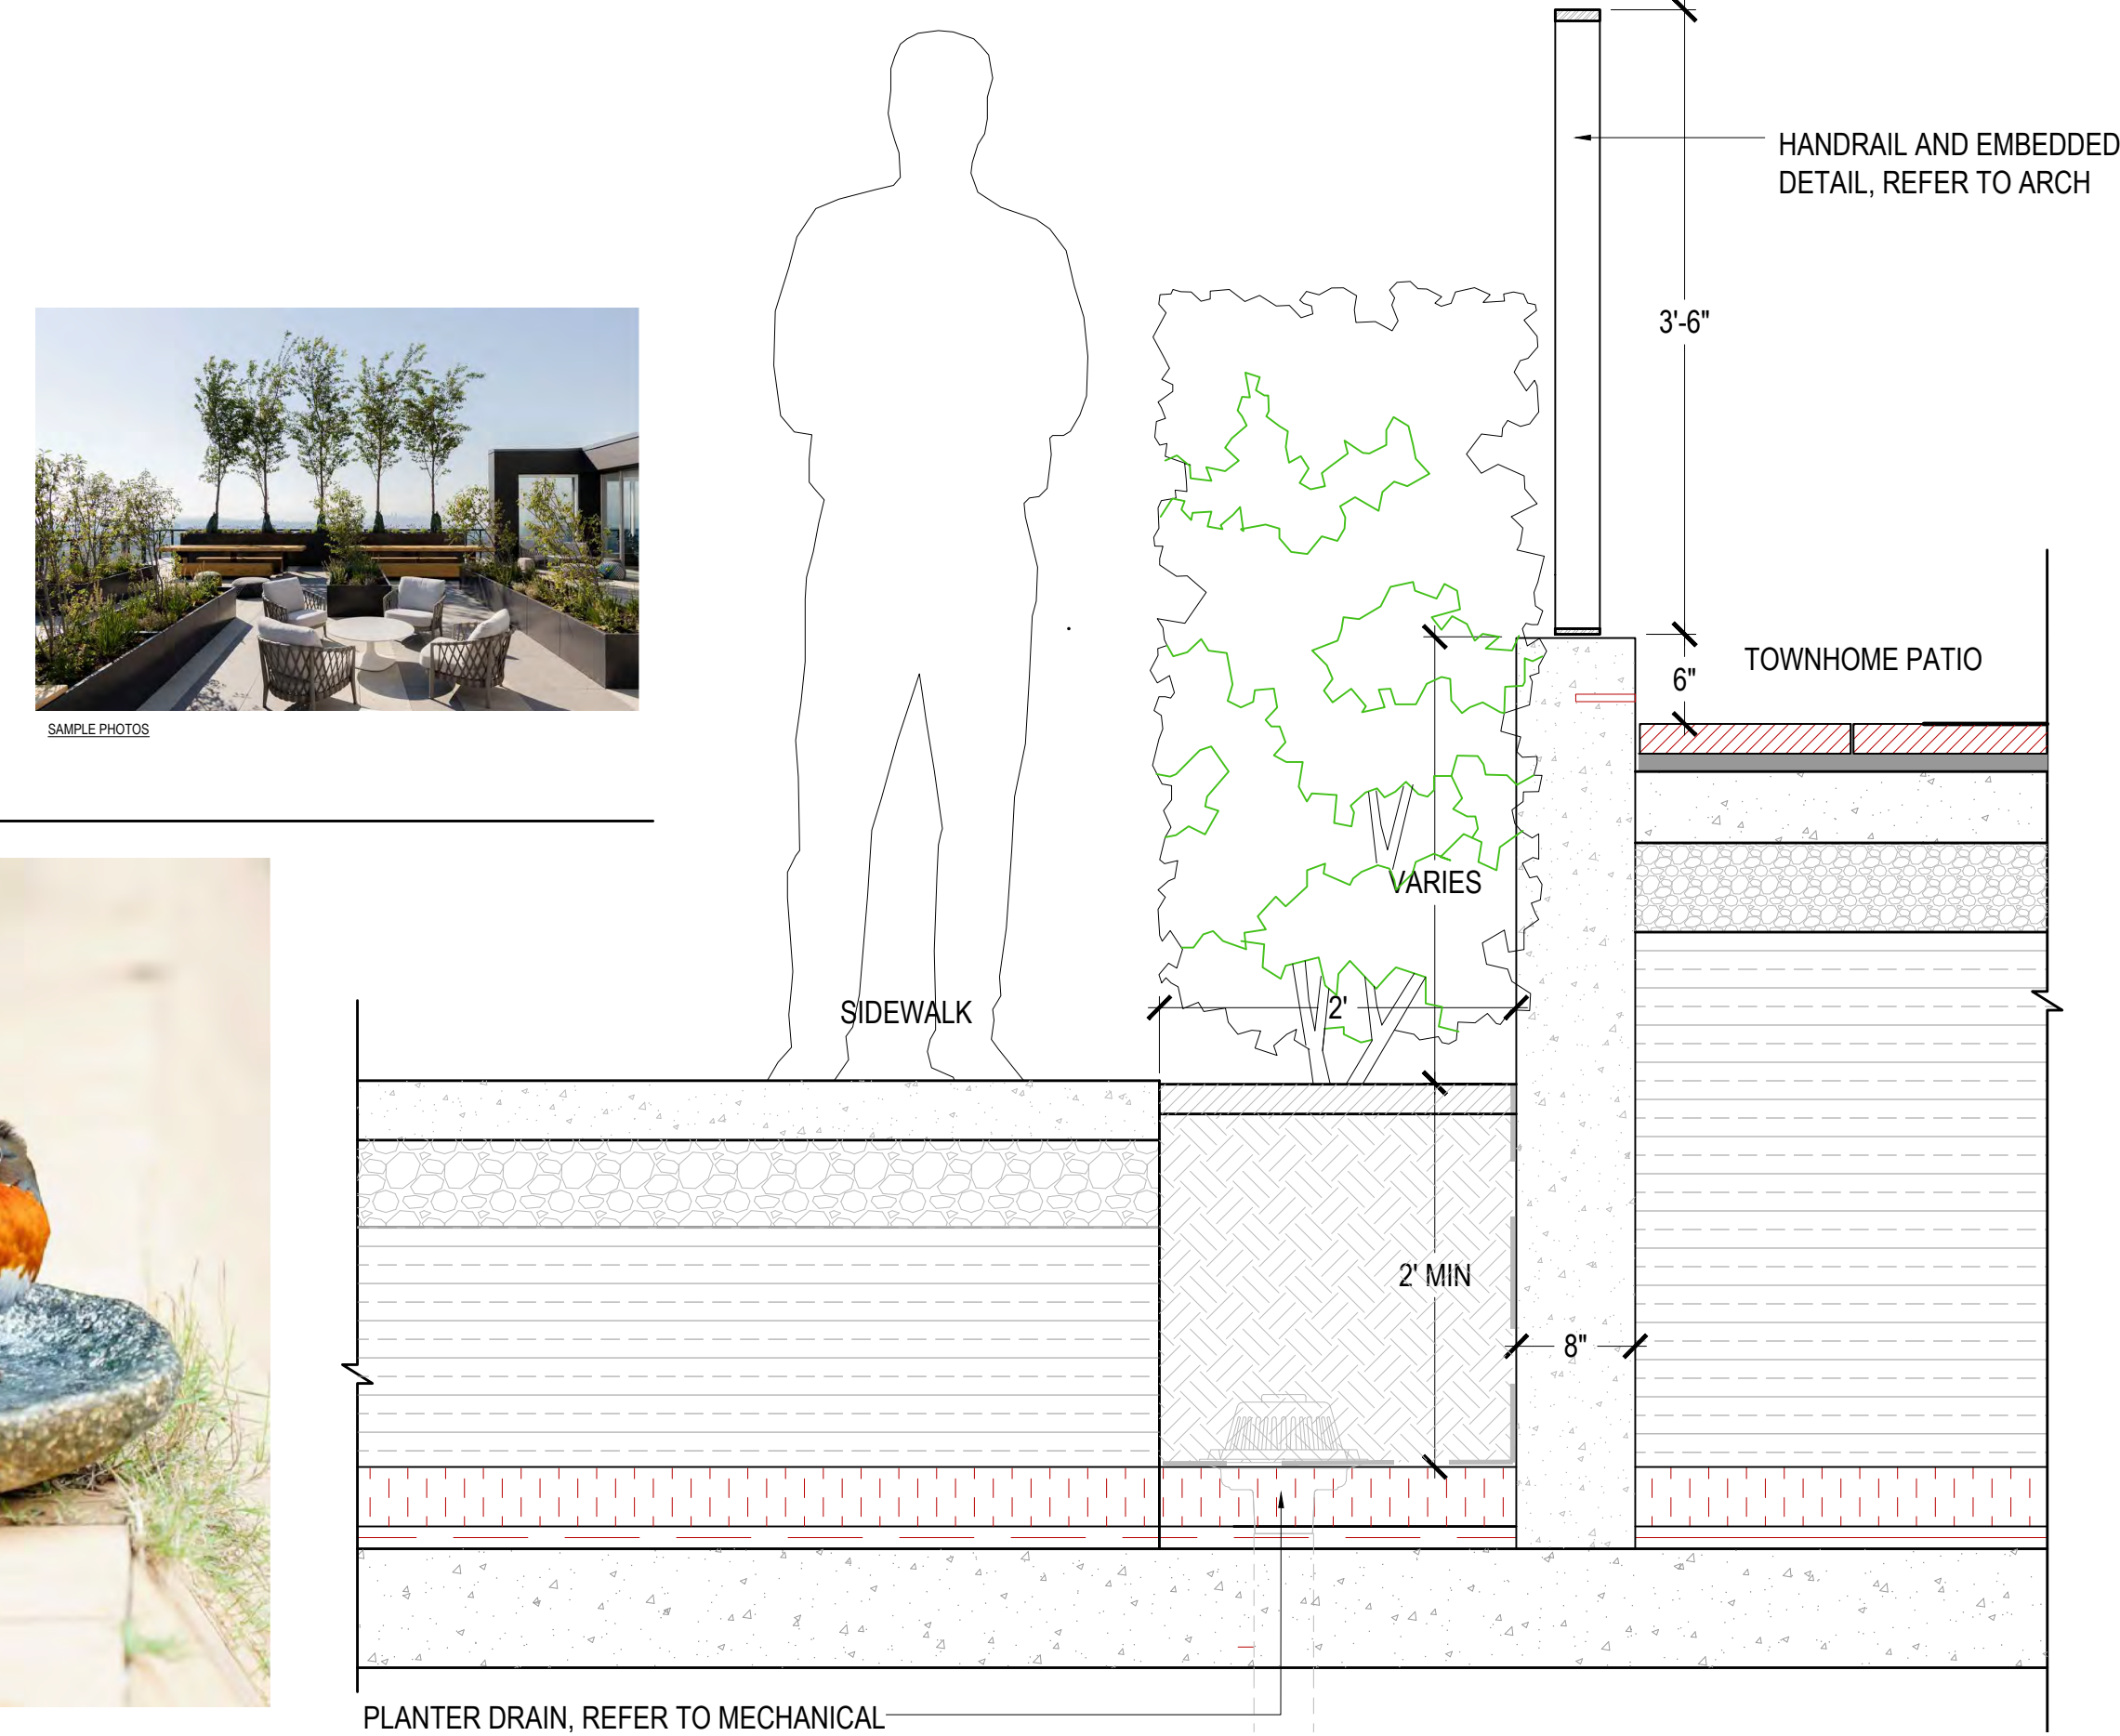 HANDRAIL AND EMBEDDED
DETAIL, REFER TO ARCH
3'-6"
6"
TOWNHOME PATIO
SAMPLE PHOTOS
VARIES
SIDEWALK
2'
2' MIN
8"
PLANTER DRAIN, REFER TO MECHANICAL